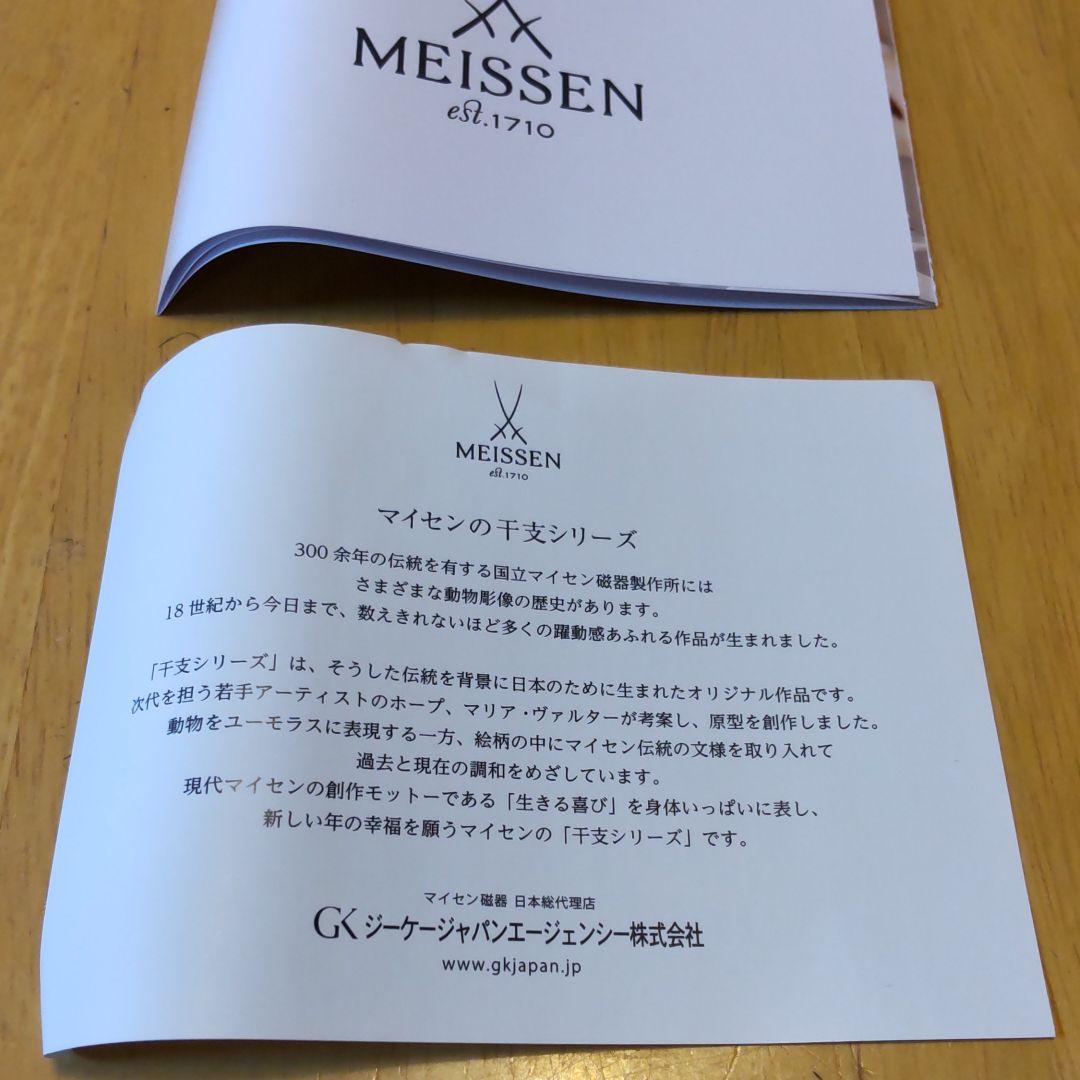 MEISSEN
est.1710
MEISSEN
est.1710
マイセンの干支シリーズ
300 余年の伝統を有する国立マイセン磁器製作所には
さまざまな動物彫像の歴史があります。
18 世紀から今日まで、数えきれないほど多くの躍動感あふれる作品が生まれました。
「干支シリーズ」は、そうした伝統を背景に日本のために生まれたオリジナル作品です。
次代を担う若手アーティストのホープ、マリア・ヴァルターが考案し、原型を創作しました。
動物をユーモラスに表現する一方、絵柄の中にマイセン伝統の文様を取り入れて
過去と現在の調和をめざしています。
現代マイセンの創作モットーである「生きる喜び」を身体いっぱいに表し、
新しい年の幸福を願うマイセンの「干支シリーズ」です。
マイセン磁器 日本総代理店
GK ジーケージャパンエージェンシー株式会社
www.gkjapan.jp